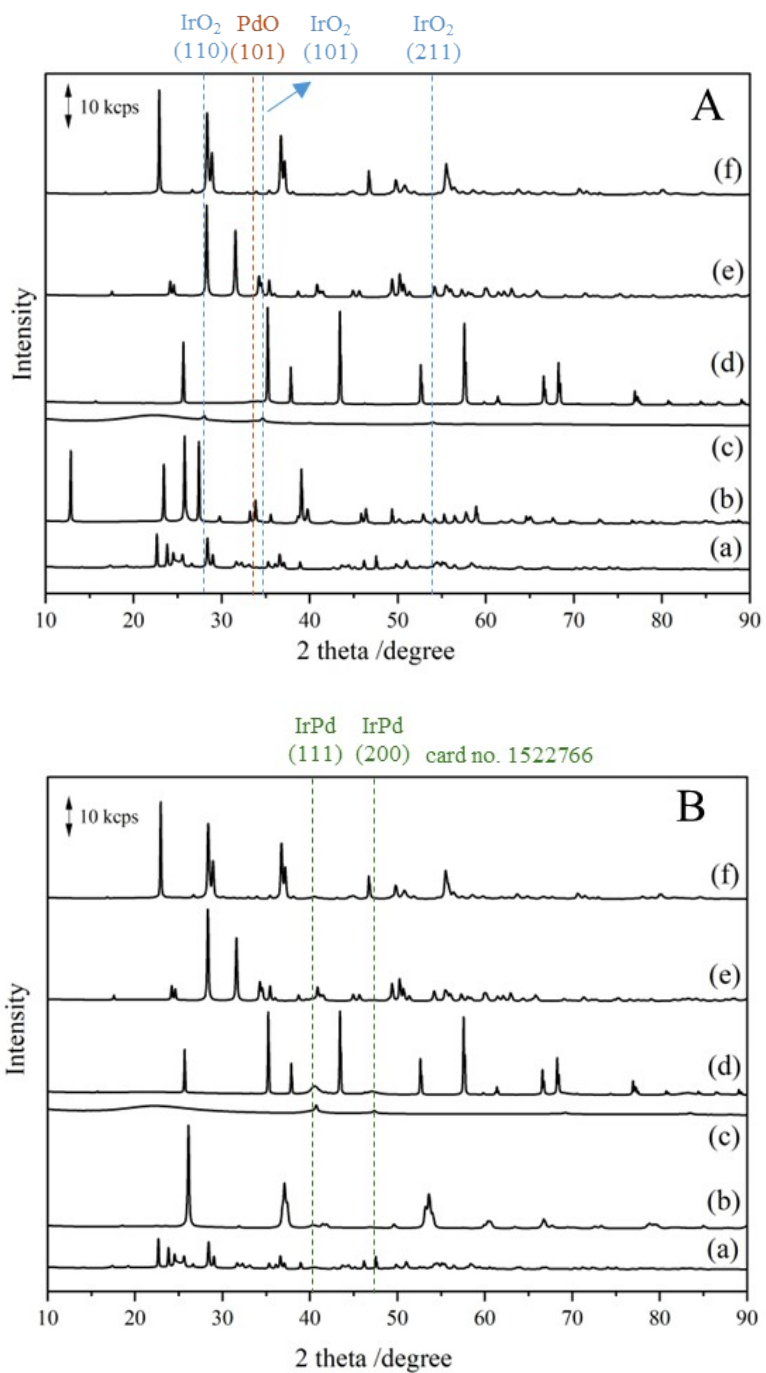 IrO₂ PdO IrO₂ IrO₂
(110) (101) (101) (211)
10 kcps
A
(f)
(e)
(d)
(c)
(b)
(a)
Intensity
10 20 30 40 50 60 70 80 90
2 theta /degree
IrPd IrPd
(111) (200) card no. 1522766
10 kcps
B
(f)
(e)
(d)
(c)
(b)
(a)
Intensity
10 20 30 40 50 60 70 80 90
2 theta /degree